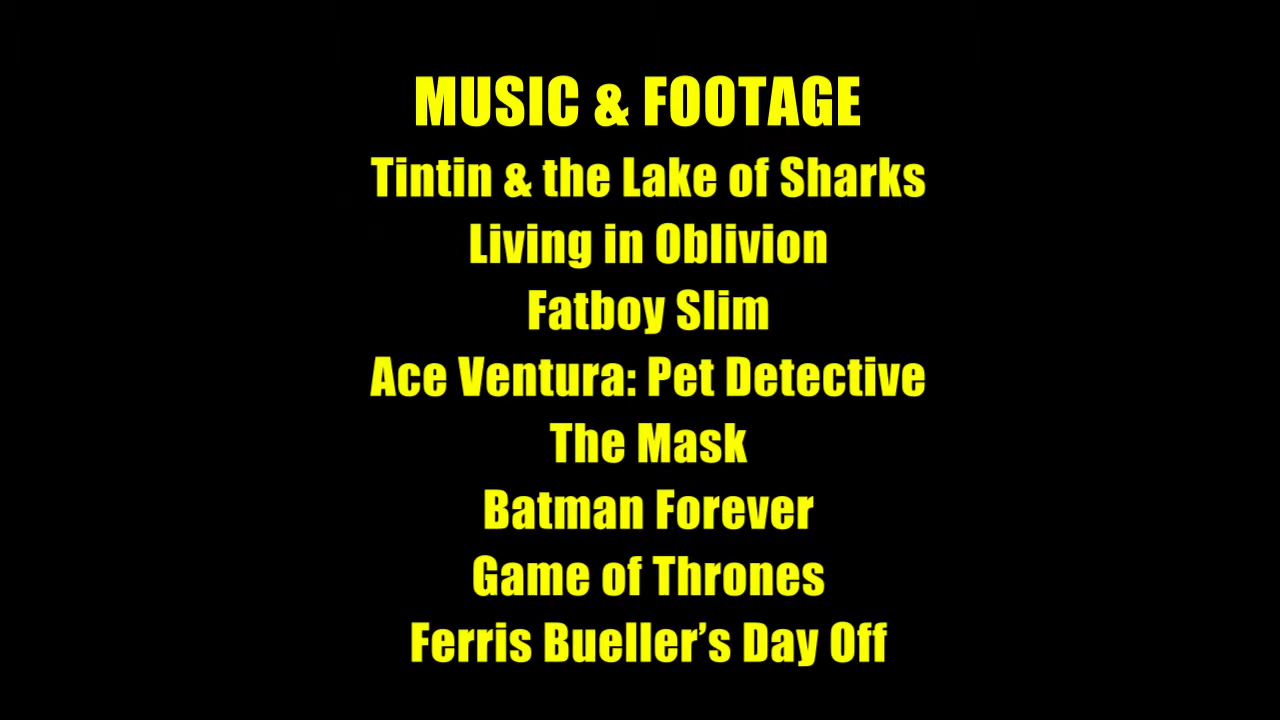 MUSIC & FOOTAGE
Tintin & the Lake of Sharks
Living in Oblivion
Fatboy Slim
Ace Ventura: Pet Detective
The Mask
Batman Forever
Game of Thrones
Ferris Bueller’s Day Off